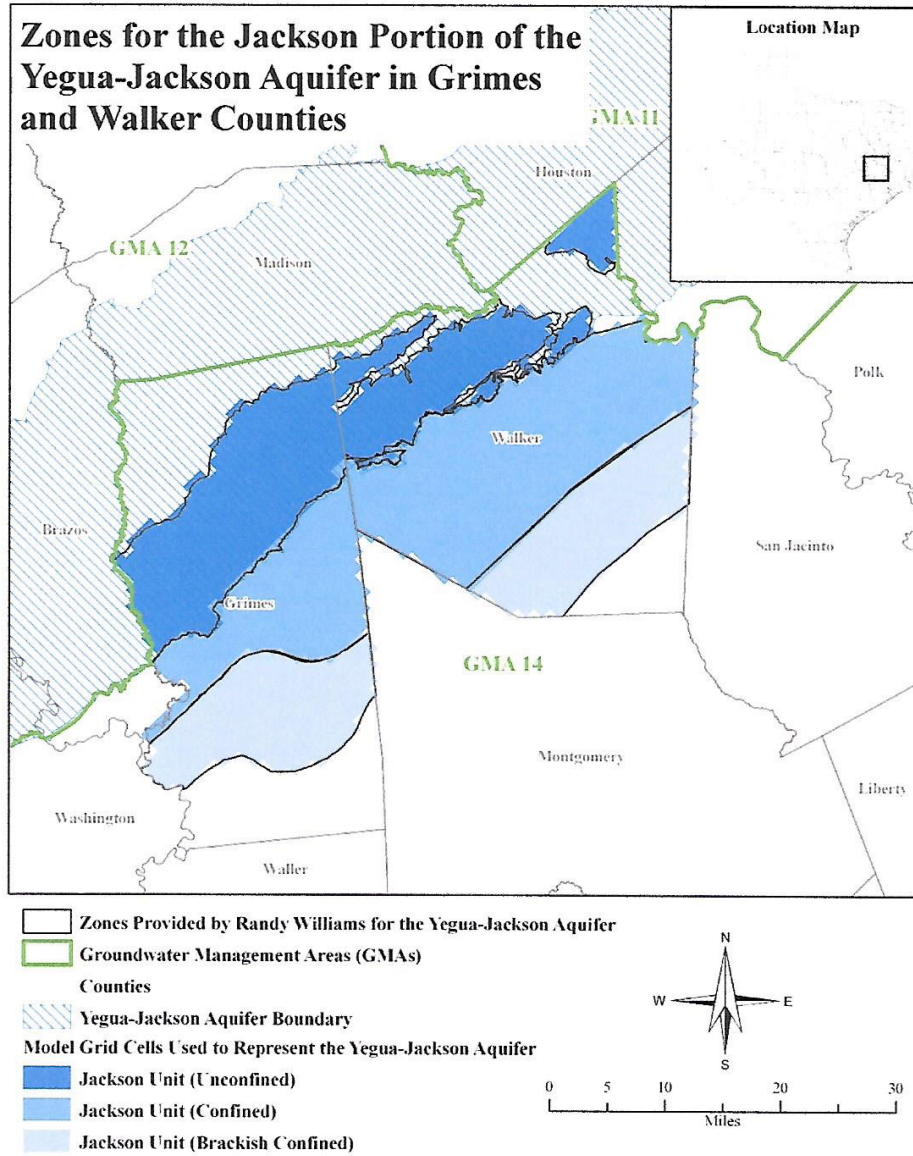 Zones for the Jackson Portion of the
Yegua-Jackson Aquifer in Grimes
and Walker Counties
Location Map
GMA 11
Houston
GMA 12
Madison
Polk
Walker
Brazos
San Jacinto
Grimes
GMA 14
Montgomery
Liberty
Washington
Waller
Zones Provided by Randy Williams for the Yegua-Jackson Aquifer
Groundwater Management Areas (GMAs)
Counties
Yegua-Jackson Aquifer Boundary
Model Grid Cells Used to Represent the Yegua-Jackson Aquifer
Jackson Unit (Unconfined)
Jackson Unit (Confined)
Jackson Unit (Brackish Confined)
N
W E
S
0 5 10 20 30
Miles